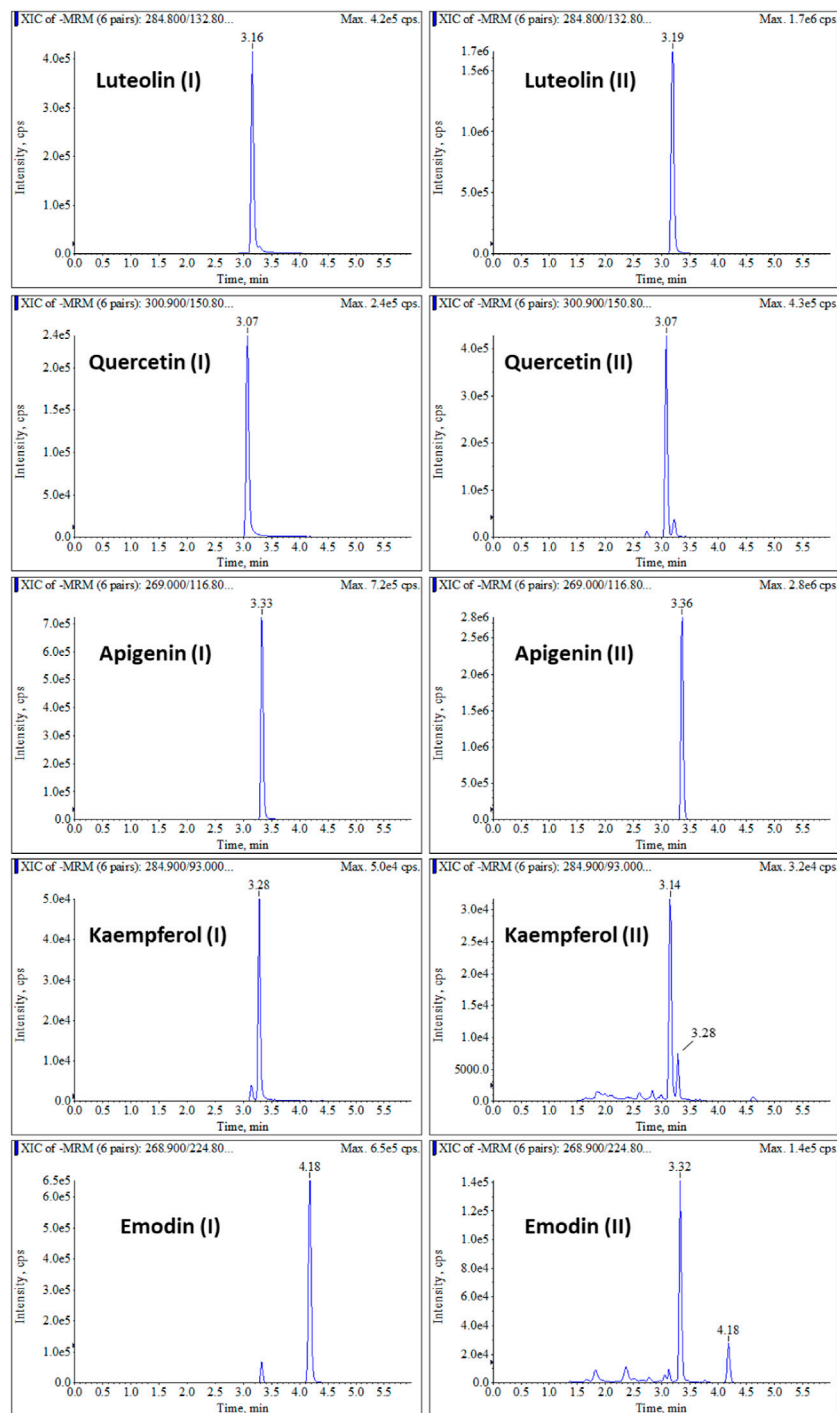 XIC of -MRM (6 pairs): 284.800/132.80... Max. 4.2e5 cps.
3.16
Luteolin (I)
Intensity, cps
4.0e5
2.0e5
0.0
0.0 0.5 1.0 1.5 2.0 2.5 3.0 3.5 4.0 4.5 5.0 5.5
Time, min
XIC of -MRM (6 pairs): 284.800/132.80... Max. 1.7e6 cps.
3.19
Luteolin (II)
Intensity, cps
1.7e6
1.5e6
1.0e6
5.0e5
0.0
0.0 0.5 1.0 1.5 2.0 2.5 3.0 3.5 4.0 4.5 5.0 5.5
Time, min
XIC of -MRM (6 pairs): 300.900/150.80... Max. 2.4e5 cps.
3.07
Quercetin (I)
Intensity, cps
2.4e5
2.0e5
1.5e5
1.0e5
5.0e4
0.0
0.0 0.5 1.0 1.5 2.0 2.5 3.0 3.5 4.0 4.5 5.0 5.5
Time, min
XIC of -MRM (6 pairs): 300.900/150.80... Max. 4.3e5 cps.
3.07
Quercetin (II)
Intensity, cps
4.0e5
3.0e5
2.0e5
1.0e5
0.0
0.0 0.5 1.0 1.5 2.0 2.5 3.0 3.5 4.0 4.5 5.0 5.5
Time, min
XIC of -MRM (6 pairs): 269.000/116.80... Max. 7.2e5 cps.
3.33
Apigenin (I)
Intensity, cps
7.0e5
6.0e5
5.0e5
4.0e5
3.0e5
2.0e5
1.0e5
0.0
0.0 0.5 1.0 1.5 2.0 2.5 3.0 3.5 4.0 4.5 5.0 5.5
Time, min
XIC of -MRM (6 pairs): 269.000/116.80... Max. 2.8e6 cps.
3.36
Apigenin (II)
Intensity, cps
2.8e6
2.5e6
2.0e6
1.5e6
1.0e6
5.0e5
0.0
0.0 0.5 1.0 1.5 2.0 2.5 3.0 3.5 4.0 4.5 5.0 5.5
Time, min
XIC of -MRM (6 pairs): 284.900/93.000... Max. 5.0e4 cps.
3.28
Kaempferol (I)
Intensity, cps
5.0e4
4.0e4
3.0e4
2.0e4
1.0e4
0.0
0.0 0.5 1.0 1.5 2.0 2.5 3.0 3.5 4.0 4.5 5.0 5.5
Time, min
XIC of -MRM (6 pairs): 284.900/93.000... Max. 3.2e4 cps.
3.14
Kaempferol (II)
3.28
Intensity, cps
3.0e4
2.0e4
1.0e4
5000.0
0.0
0.0 0.5 1.0 1.5 2.0 2.5 3.0 3.5 4.0 4.5 5.0 5.5
Time, min
XIC of -MRM (6 pairs): 268.900/224.80... Max. 6.5e5 cps.
4.18
Emodin (I)
Intensity, cps
6.5e5
6.0e5
5.0e5
4.0e5
3.0e5
2.0e5
1.0e5
0.0
0.0 0.5 1.0 1.5 2.0 2.5 3.0 3.5 4.0 4.5 5.0 5.5
Time, min
XIC of -MRM (6 pairs): 268.900/224.80... Max. 1.4e5 cps.
3.32
Emodin (II)
4.18
Intensity, cps
1.4e5
1.2e5
1.0e5
8.0e4
6.0e4
4.0e4
2.0e4
0.0
0.0 0.5 1.0 1.5 2.0 2.5 3.0 3.5 4.0 4.5 5.0 5.5
Time, min